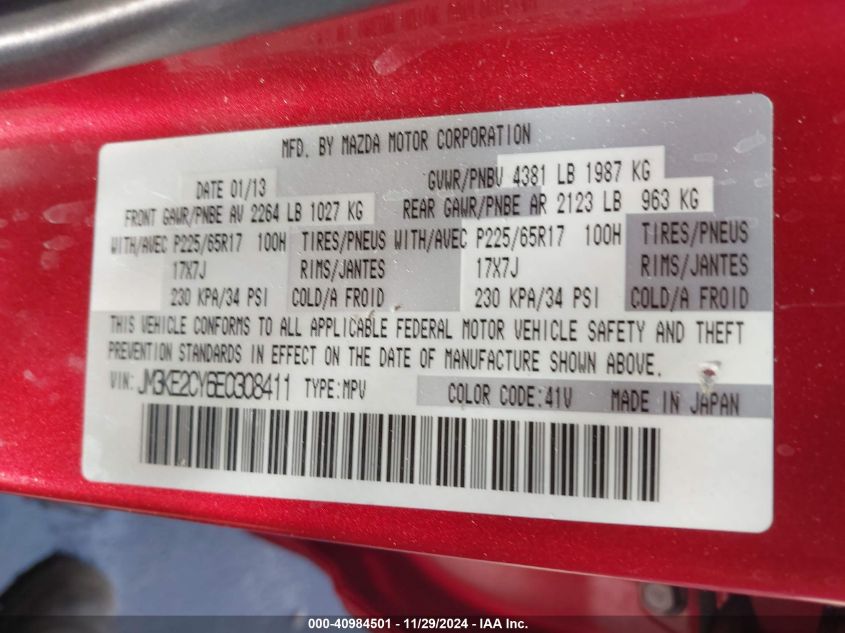 MFD. BY MAZDA MOTOR CORPORATION
DATE 01/13 GVWR/PNBV 4381 LB 1987 KG
FRONT GAWR/PNBE AV 2264 LB 1027 KG REAR GAWR/PNBE AR 2123 LB 963 KG
WITH/AVEC P225/65R17 100H TIRES/PNEUS WITH/AVEC P225/65R17 100H TIRES/PNEUS
17X7J RIMS/JANTES 17X7J RIMS/JANTES
230 KPA/34 PSI COLD/A FROID 230 KPA/34 PSI COLD/A FROID
THIS VEHICLE CONFORMS TO ALL APPLICABLE FEDERAL MOTOR VEHICLE SAFETY AND THEFT
PREVENTION STANDARDS IN EFFECT ON THE DATE OF MANUFACTURE SHOWN ABOVE.
VIN: JM3KE2CY6E0308411 TYPE:MPV COLOR CODE:41V MADE IN JAPAN
000-40984501 - 11/29/2024 - IAA Inc.